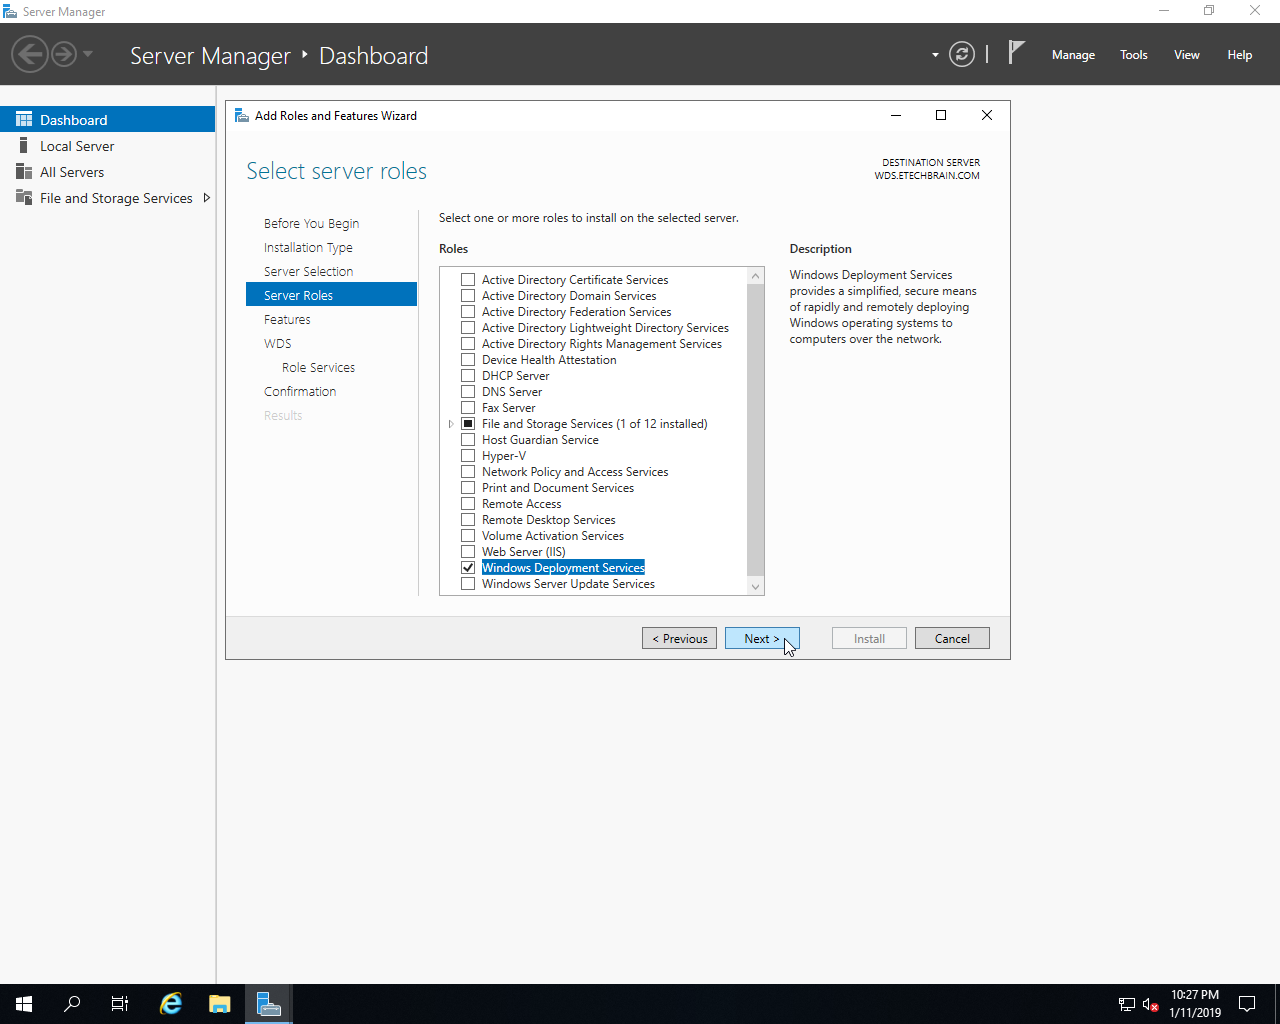 Server Manager
Server Manager
Dashboard
Manage
Tools
View
Help
Dashboard
Local Server
All Servers
File and Storage Services
Add Roles and Features Wizard
Select server roles
DESTINATION SERVER
WDS.ETECHBRAIN.COM
Before You Begin
Installation Type
Server Selection
Server Roles
Features
WDS
Role Services
Confirmation
Results
Select one or more roles to install on the selected server.
Roles
Active Directory Certificate Services
Active Directory Domain Services
Active Directory Federation Services
Active Directory Lightweight Directory Services
Active Directory Rights Management Services
Device Health Attestation
DHCP Server
DNS Server
Fax Server
File and Storage Services (1 of 12 installed)
Host Guardian Service
Hyper-V
Network Policy and Access Services
Print and Document Services
Remote Access
Remote Desktop Services
Volume Activation Services
Web Server (IIS)
Windows Deployment Services
Windows Server Update Services
Description
Windows Deployment Services
provides a simplified, secure means
of rapidly and remotely deploying
Windows operating systems to
computers over the network.
< Previous
Next >
Install
Cancel
10:27 PM
1/11/2019